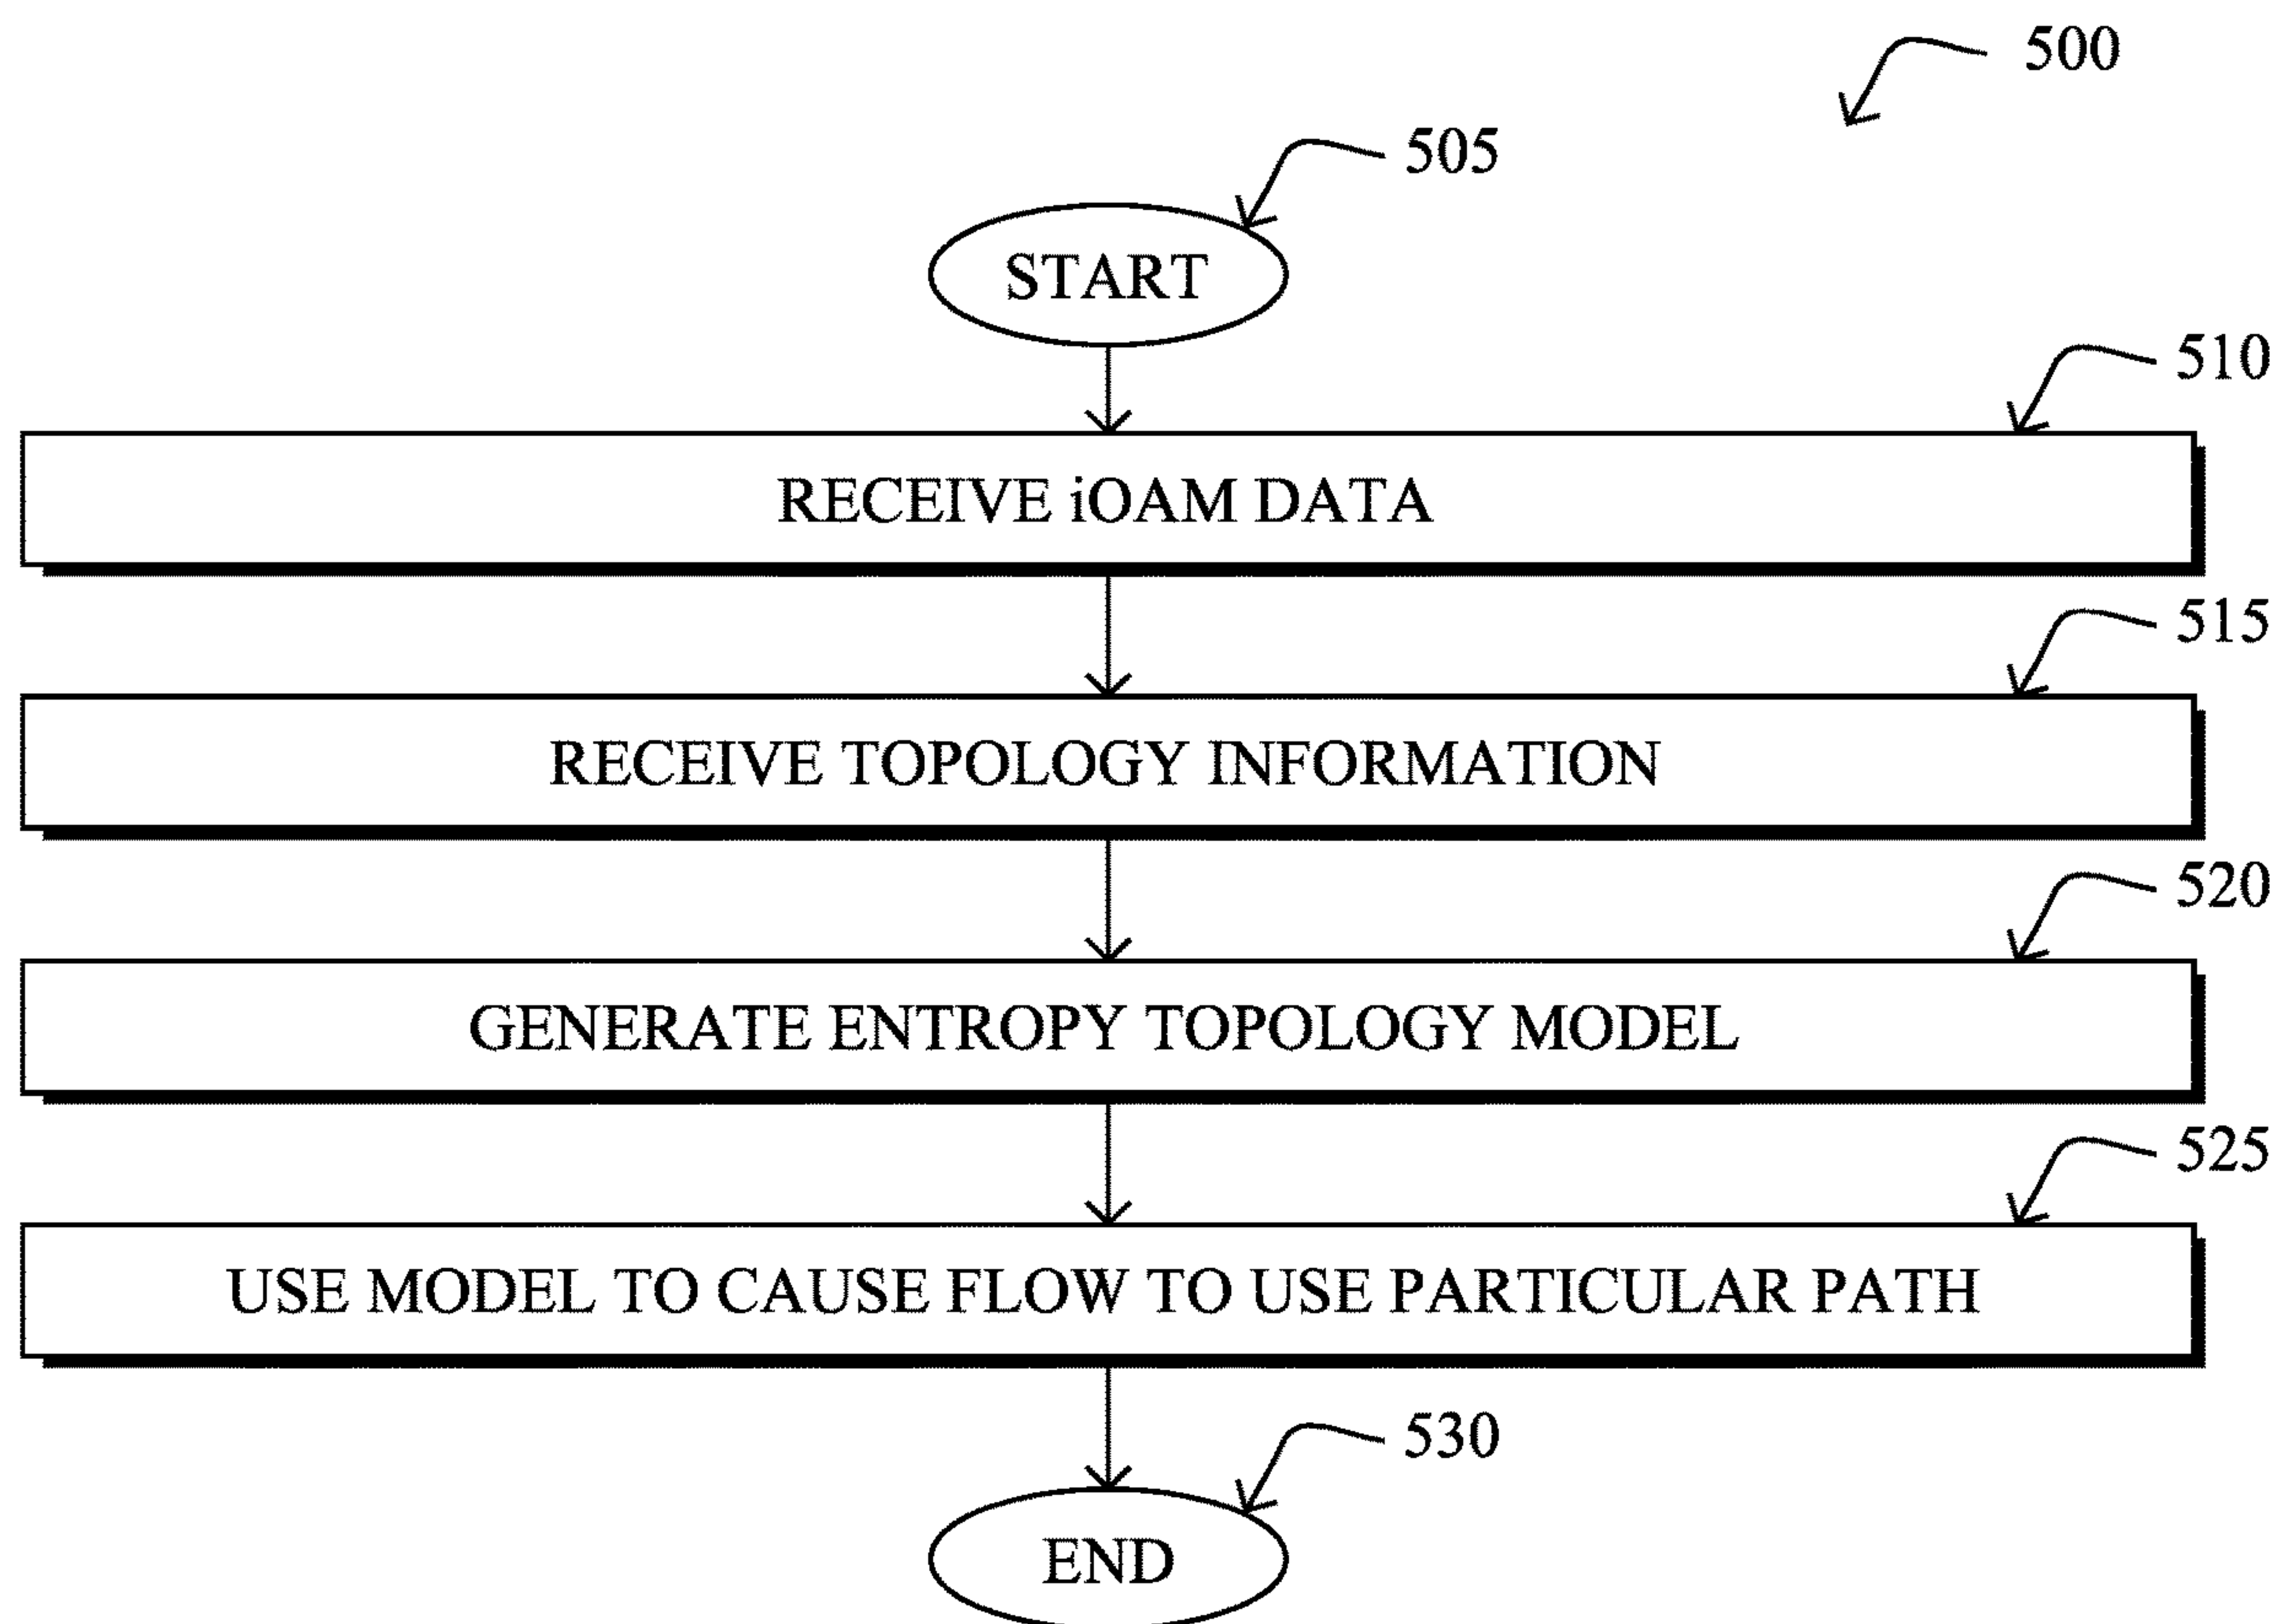 500
505
START
510
RECEIVE iOAM DATA
515
RECEIVE TOPOLOGY INFORMATION
520
GENERATE ENTROPY TOPOLOGY MODEL
525
USE MODEL TO CAUSE FLOW TO USE PARTICULAR PATH
530
END